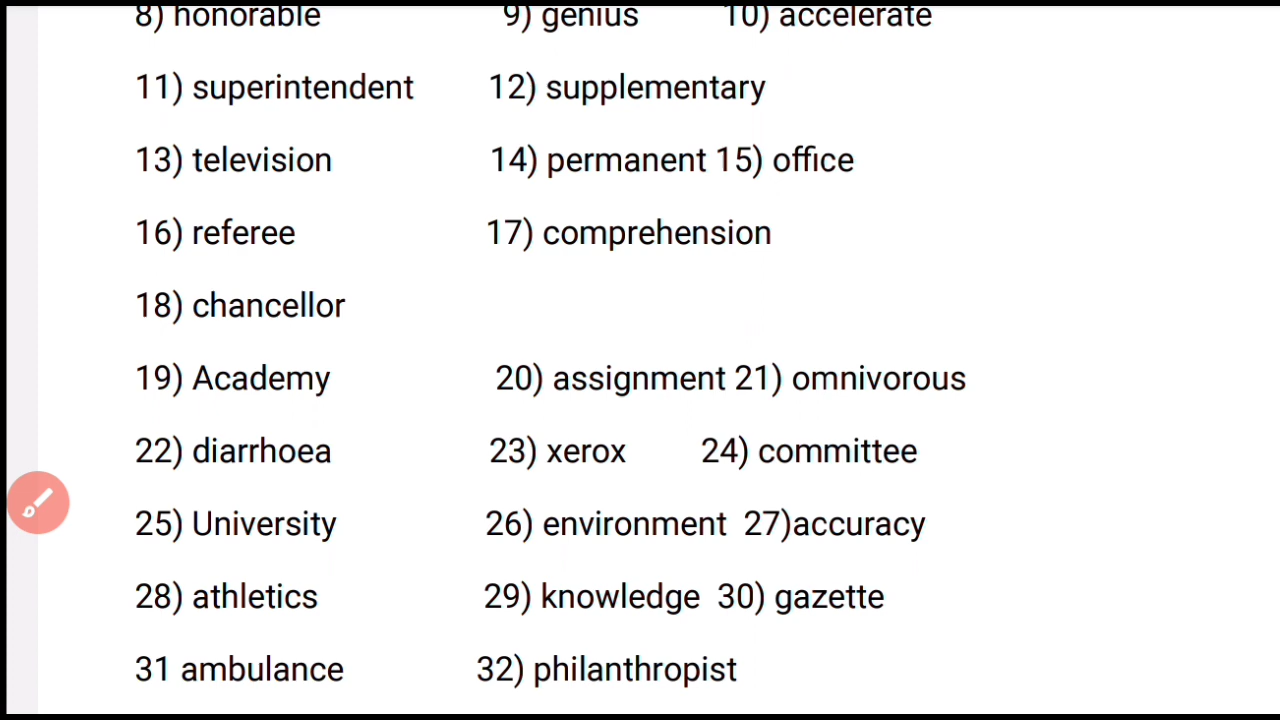 8) honorable 9) genius 10) accelerate
11) superintendent 12) supplementary
13) television 14) permanent 15) office
16) referee 17) comprehension
18) chancellor
19) Academy 20) assignment 21) omnivorous
22) diarrhoea 23) xerox 24) committee
25) University 26) environment 27)accuracy
28) athletics 29) knowledge 30) gazette
31 ambulance 32) philanthropist